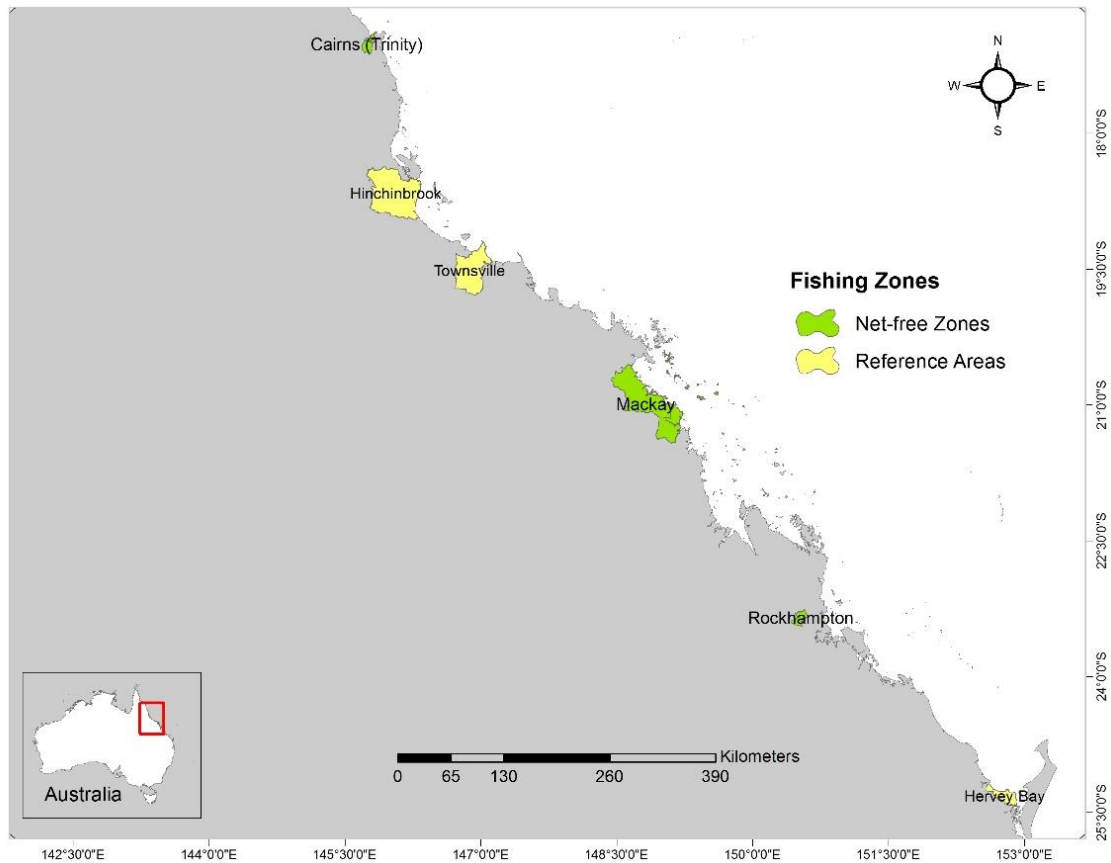 Cairns (Trinity)
N
W
E
S
18°0'0"S
Hinchinbrook
Townsville
19°30'0"S
Fishing Zones
Net-free Zones
Reference Areas
Mackay
21°0'0"S
22°30'0"S
Rockhampton
24°0'0"S
Australia
Kilometers
0 65 130 260 390
Hervey Bay
25°30'0"S
142°30'0"E 144°0'0"E 145°30'0"E 147°0'0"E 148°30'0"E 150°0'0"E 151°30'0"E 153°0'0"E